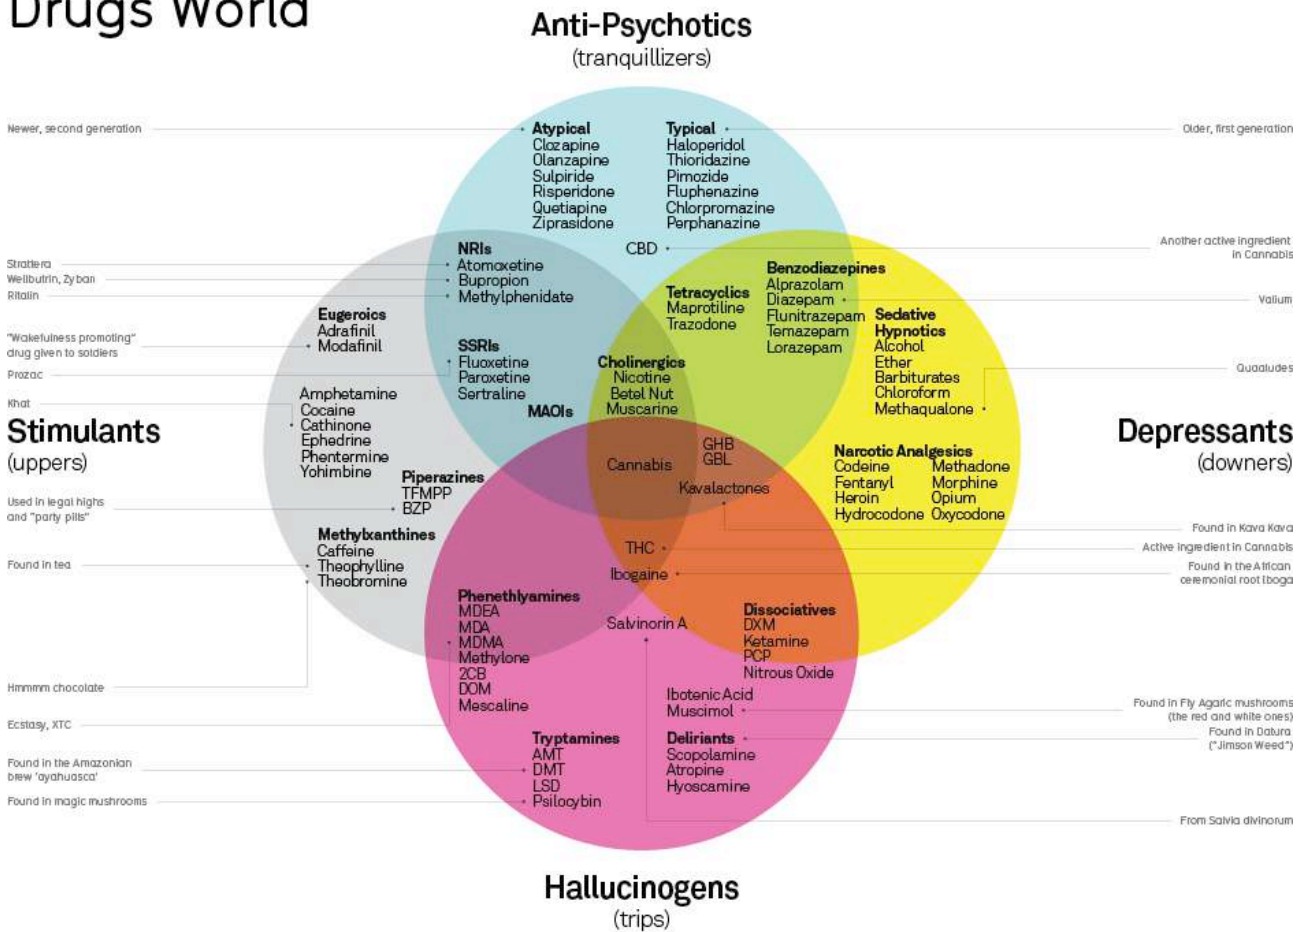 Drugs World
Anti-Psychotics
(tranquillizers)
Newer, second generation
Atypical
Clozapine
Olanzapine
Sulpiride
Risperidone
Quetiapine
Ziprasidone
Typical
Haloperidol
Thioridazine
Pimozide
Fluphenazine
Chlorpromazine
Perphanazine
Older, first generation
CBD
Another active ingredient
in Cannabis
NRIs
Atomoxetine
Bupropion
Methylphenidate
Strattera
Wellbutrin, Zyban
Ritalin
Tetracyclics
Maprotiline
Trazodone
Benzodiazepines
Alprazolam
Diazepam
Flunitrazepam
Temazepam
Lorazepam
Valium
Eugeroics
Adrafinil
Modafinil
"Wakefulness promoting"
drug given to soldiers
SSRIs
Fluoxetine
Paroxetine
Sertraline
Prozac
MAOIs
Cholinergics
Nicotine
Betel Nut
Muscarine
Sedative
Hypnotics
Alcohol
Ether
Barbiturates
Chloroform
Methaqualone
Quaaludes
Khat
Amphetamine
Cocaine
Cathinone
Ephedrine
Phentermine
Yohimbine
Stimulants
(uppers)
Depressants
(downers)
GHB
GBL
Cannabis
Kavalactones
Narcotic Analgesics
Codeine
Fentanyl
Heroin
Hydrocodone
Methadone
Morphine
Opium
Oxycodone
Piperazines
TFMPP
BZP
Used in legal highs
and "party pills"
Found in Kava Kava
Methylxanthines
Caffeine
Theophylline
Theobromine
Found in tea
THC
Active ingredient in Cannabis
Ibogaine
Found in the African
ceremonial root Iboga
Phenethlyamines
MDEA
MDA
MDMA
Methylone
2CB
DOM
Mescaline
Salvinorin A
Dissociatives
DXM
Ketamine
PCP
Nitrous Oxide
Hmmmm chocolate
Ecstasy, XTC
Ibotenic Acid
Muscimol
Found in Fly Agaric mushrooms
(the red and white ones)
Tryptamines
AMT
DMT
LSD
Psilocybin
Deliriants
Scopolamine
Atropine
Hyoscamine
Found in Datura
("Jimson Weed")
Found in the Amazonian
brew 'ayahuasca'
Found in magic mushrooms
From Salvia divinorum
Hallucinogens
(trips)